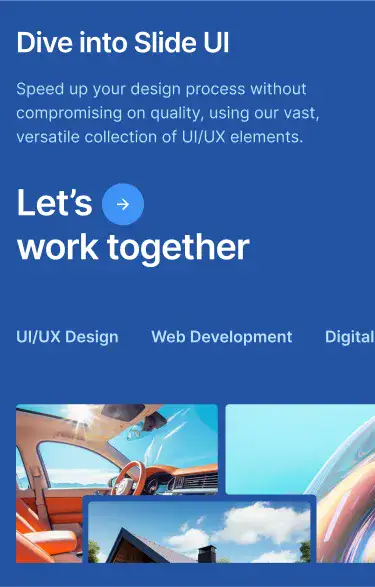 Dive into Slide UI
Speed up your design process without
compromising on quality, using our vast,
versatile collection of UI/UX elements.
Let’s
work together
UI/UX Design Web Development Digital